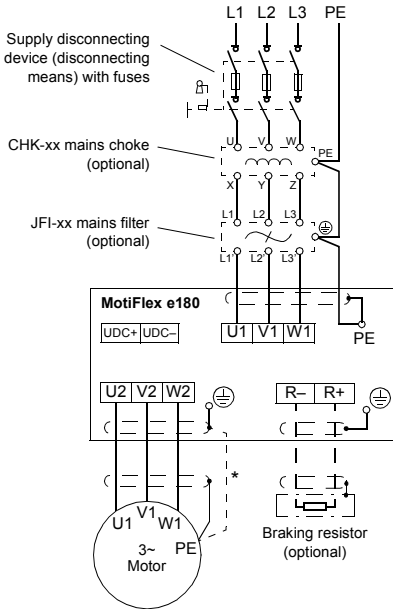 L1 L2 L3 PE
Supply disconnecting
device (disconnecting
means) with fuses
U V W
CHK-xx mains choke
(optional)
PE
X Y Z
L1 L2 L3
JFI-xx mains filter
(optional)
L1' L2' L3'
MotiFlex e180
UDC+ UDC–
U1 V1 W1
PE
U2 V2 W2
R– R+
*
U1 V1 W1
PE
3~
Motor
Braking resistor
(optional)